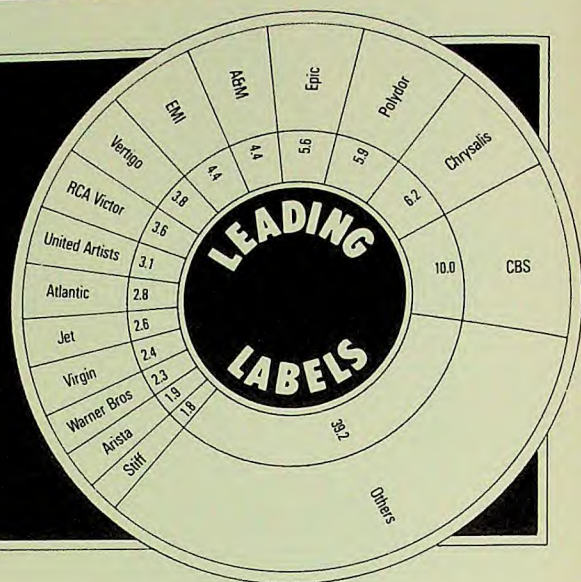 LEADING
LABELS
CBS
10.0
Chrysalis
6.2
Polydor
5.9
Epic
5.6
A&M
4.4
EMI
4.4
Vertigo
3.8
RCA Victor
3.6
United Artists
3.1
Atlantic
2.8
Jet
2.6
Virgin
2.4
Warner Bros
2.3
Arista
1.9
Stiff
1.8
Others
39.2